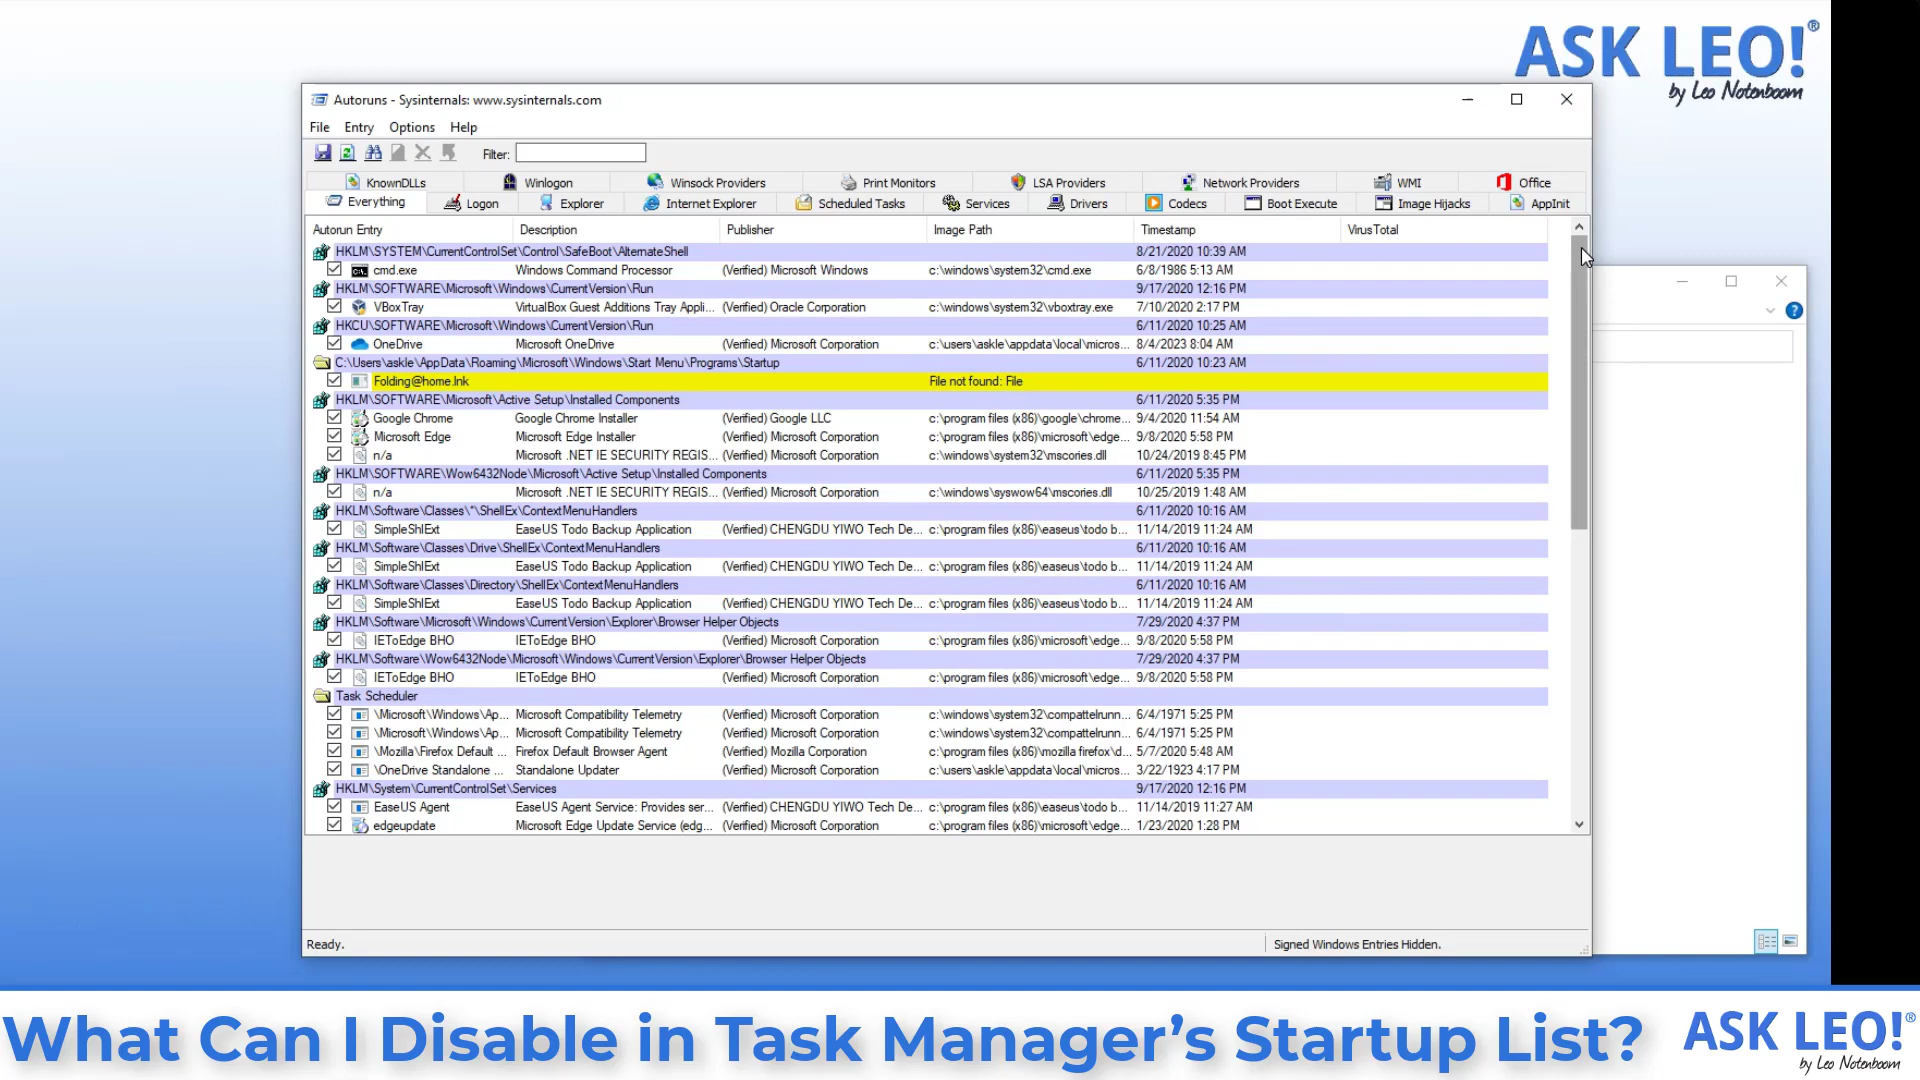 ASK LEO!®
by Leo Notenboom
Autoruns - Sysinternals: www.sysinternals.com
File Entry Options Help
Filter:
KnownDLLs Winlogon Winsock Providers Print Monitors LSA Providers Network Providers WMI Office
Everything Logon Explorer Internet Explorer Scheduled Tasks Services Drivers Codecs Boot Execute Image Hijacks AppInit
Autorun Entry Description Publisher Image Path Timestamp VirusTotal
HKLM\SYSTEM\CurrentControlSet\Control\SafeBoot\AlternateShell 8/21/2020 10:39 AM
cmd.exe Windows Command Processor (Verified) Microsoft Windows c:\windows\system32\cmd.exe 6/8/1986 5:13 AM
HKLM\SOFTWARE\Microsoft\Windows\CurrentVersion\Run 9/17/2020 12:16 PM
VBoxTray VirtualBox Guest Additions Tray Appli... (Verified) Oracle Corporation c:\windows\system32\vboxtray.exe 7/10/2020 2:17 PM
HKCU\SOFTWARE\Microsoft\Windows\CurrentVersion\Run 6/11/2020 10:25 AM
OneDrive Microsoft OneDrive (Verified) Microsoft Corporation c:\users\askle\appdata\local\micros... 8/4/2023 8:04 AM
C:\Users\askle\AppData\Roaming\Microsoft\Windows\Start Menu\Programs\Startup 6/11/2020 10:23 AM
Folding@home.lnk File not found: File
HKLM\SOFTWARE\Microsoft\Active Setup\Installed Components 6/11/2020 5:35 PM
Google Chrome Google Chrome Installer (Verified) Google LLC c:\program files (x86)\google\chrome... 9/4/2020 11:54 AM
Microsoft Edge Microsoft Edge Installer (Verified) Microsoft Corporation c:\program files (x86)\microsoft\edge... 9/8/2020 5:58 PM
n/a Microsoft .NET IE SECURITY REGIS... (Verified) Microsoft Corporation c:\windows\system32\mscories.dll 10/24/2019 8:45 PM
HKLM\SOFTWARE\Wow6432Node\Microsoft\Active Setup\Installed Components 6/11/2020 5:35 PM
n/a Microsoft .NET IE SECURITY REGIS... (Verified) Microsoft Corporation c:\windows\syswow64\mscories.dll 10/25/2019 1:48 AM
HKLM\Software\Classes\*\ShellEx\ContextMenuHandlers 6/11/2020 10:16 AM
SimpleShlExt EaseUS Todo Backup Application (Verified) CHENGDU YIWO Tech De... c:\program files (x86)\easeus\todo b... 11/14/2019 11:24 AM
HKLM\Software\Classes\Drive\ShellEx\ContextMenuHandlers 6/11/2020 10:16 AM
SimpleShlExt EaseUS Todo Backup Application (Verified) CHENGDU YIWO Tech De... c:\program files (x86)\easeus\todo b... 11/14/2019 11:24 AM
HKLM\Software\Classes\Directory\ShellEx\ContextMenuHandlers 6/11/2020 10:16 AM
SimpleShlExt EaseUS Todo Backup Application (Verified) CHENGDU YIWO Tech De... c:\program files (x86)\easeus\todo b... 11/14/2019 11:24 AM
HKLM\Software\Microsoft\Windows\CurrentVersion\Explorer\Browser Helper Objects 7/29/2020 4:37 PM
IEToEdge BHO IEToEdge BHO (Verified) Microsoft Corporation c:\program files (x86)\microsoft\edge... 9/8/2020 5:58 PM
HKLM\Software\Wow6432Node\Microsoft\Windows\CurrentVersion\Explorer\Browser Helper Objects 7/29/2020 4:37 PM
IEToEdge BHO IEToEdge BHO (Verified) Microsoft Corporation c:\program files (x86)\microsoft\edge... 9/8/2020 5:58 PM
Task Scheduler
\Microsoft\Windows\Ap... Microsoft Compatibility Telemetry (Verified) Microsoft Corporation c:\windows\system32\compattelrunn... 6/4/1971 5:25 PM
\Microsoft\Windows\Ap... Microsoft Compatibility Telemetry (Verified) Microsoft Corporation c:\windows\system32\compattelrunn... 6/4/1971 5:25 PM
\Mozilla\Firefox Default ... Firefox Default Browser Agent (Verified) Mozilla Corporation c:\program files (x86)\mozilla firefox\d... 5/7/2020 5:48 AM
\OneDrive Standalone ... Standalone Updater (Verified) Microsoft Corporation c:\users\askle\appdata\local\micros... 3/22/1923 4:17 PM
HKLM\System\CurrentControlSet\Services 9/17/2020 12:16 PM
EaseUS Agent EaseUS Agent Service: Provides ser... (Verified) CHENGDU YIWO Tech De... c:\program files (x86)\easeus\todo b... 11/14/2019 11:27 AM
edgeupdate Microsoft Edge Update Service (edg... (Verified) Microsoft Corporation c:\program files (x86)\microsoft\edge... 1/23/2020 1:28 PM
Ready. Signed Windows Entries Hidden.
What Can I Disable in Task Manager's Startup List?
ASK LEO!®
by Leo Notenboom